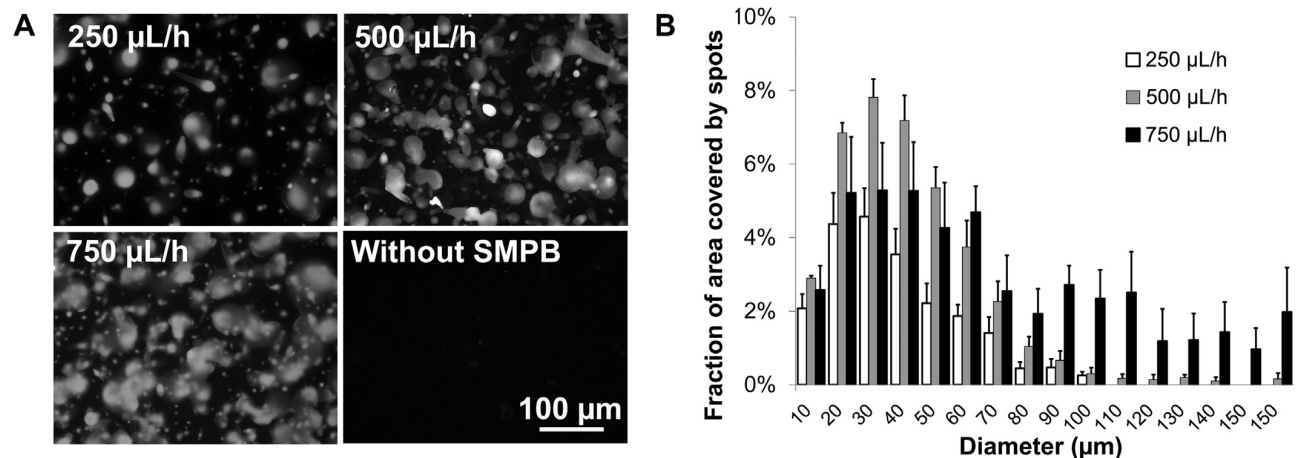 A
250 µL/h
500 µL/h
750 µL/h
Without SMPB
100 µm
B
Fraction of area covered by spots
10%
8%
6%
4%
2%
0%
250 µL/h
500 µL/h
750 µL/h
10 20 30 40 50 60 70 80 90 100 110 120 130 140 150 150
Diameter (µm)